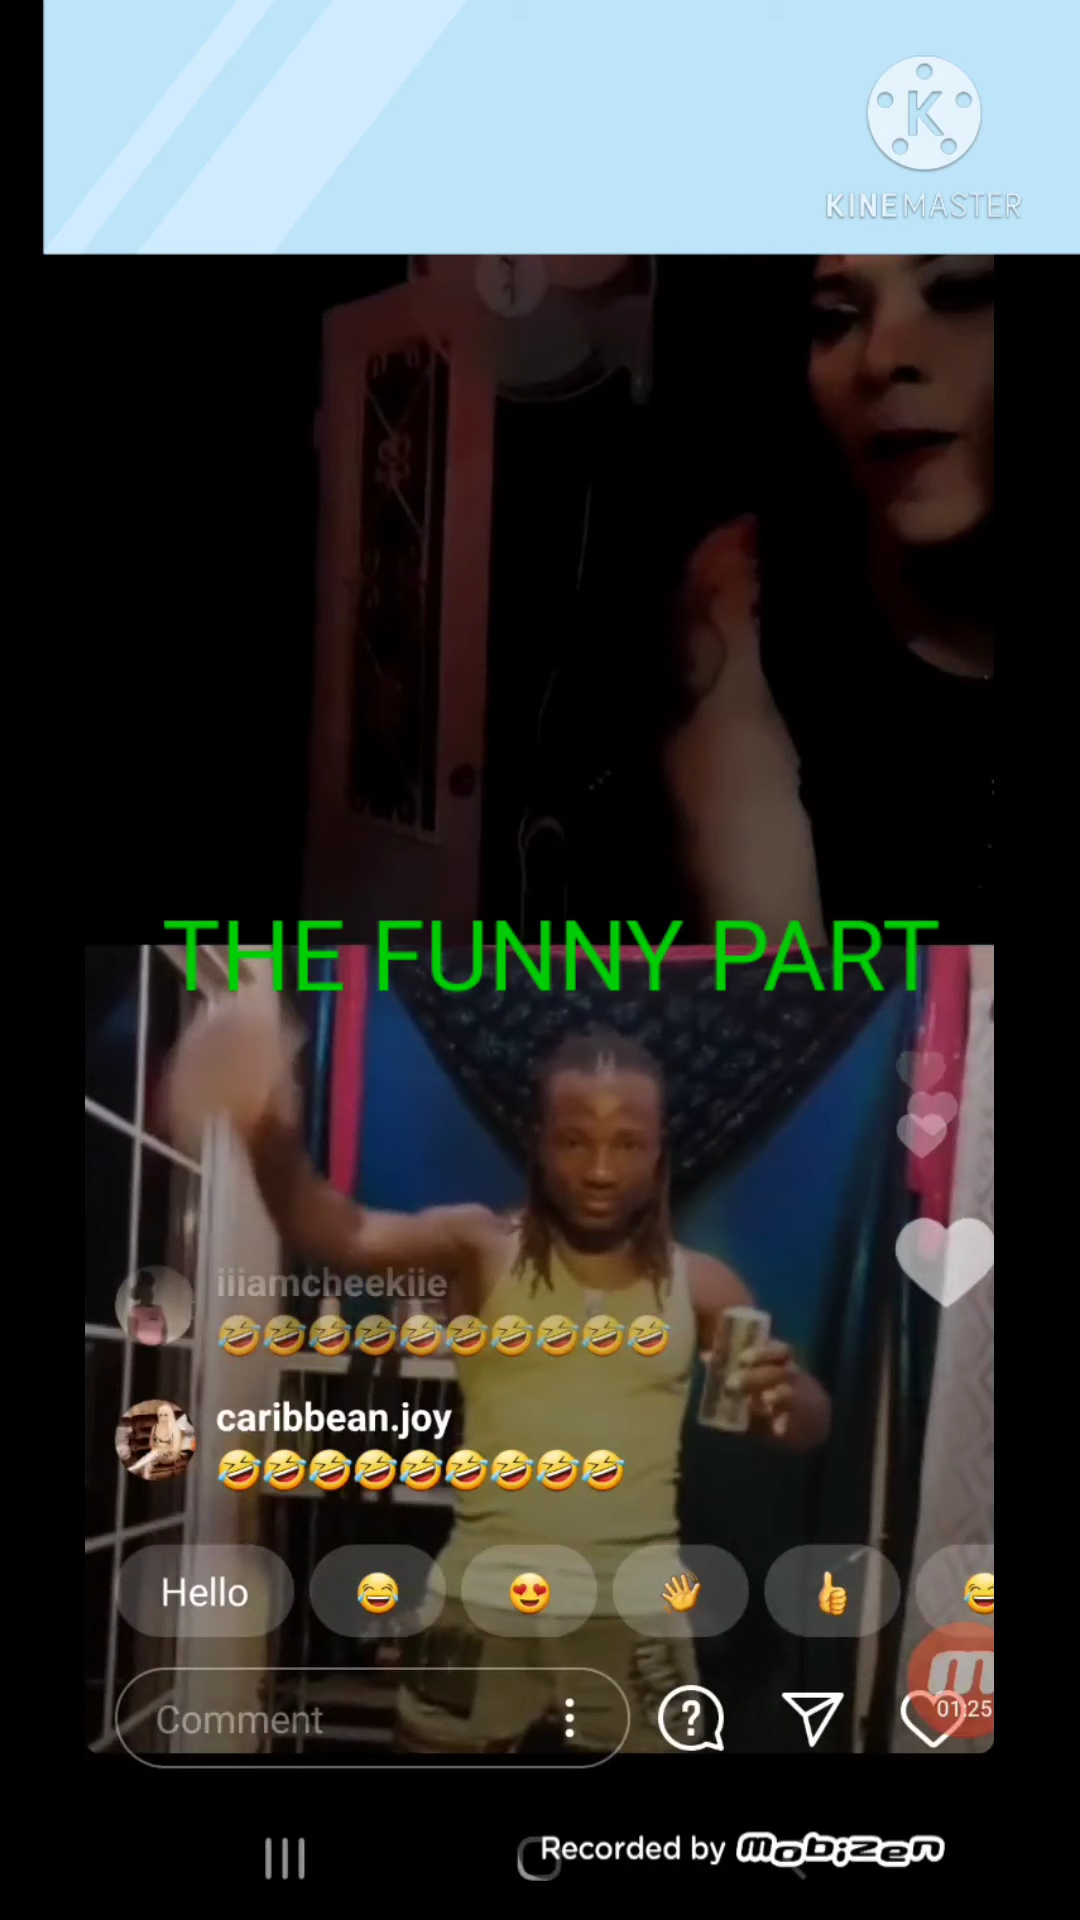 K
KINEMASTER
THE FUNNY PART
iiiamcheekiie
🤣🤣🤣🤣🤣🤣🤣🤣🤣🤣
caribbean.joy
🤣🤣🤣🤣🤣🤣🤣🤣🤣
Hello 😂 😍 👋 👍 😂
Comment
01:25
Recorded by mobizen